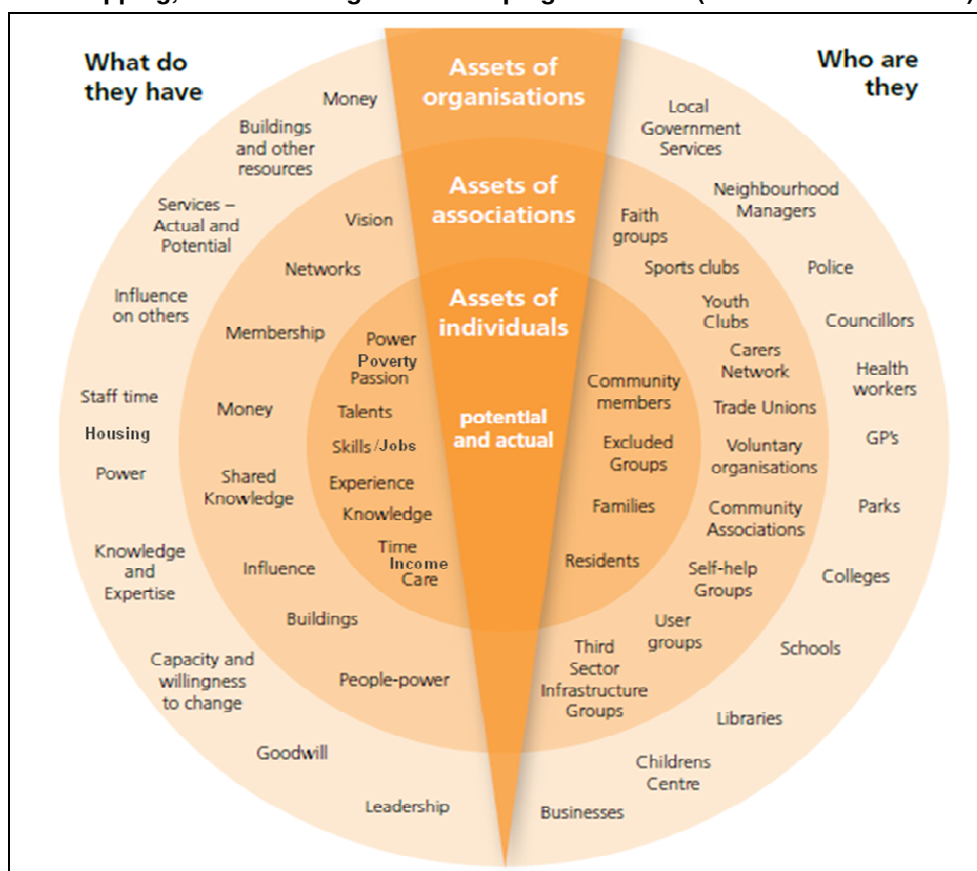 What do
they have
Money
Buildings
and other
resources
Services –
Actual and
Potential
Influence
on others
Staff time
Housing
Power
Knowledge
and
Expertise
Capacity and
willingness
to change
Goodwill
Leadership
Vision
Networks
Membership
Money
Shared
Knowledge
Influence
Buildings
People-power
Power
Poverty
Passion
Talents
Skills/Jobs
Experience
Knowledge
Time
Income
Care
Assets of
organisations
Assets of
associations
Assets of
individuals
potential
and actual
Who are
they
Community
members
Excluded
Groups
Families
Residents
Faith
groups
Sports clubs
Youth
Clubs
Carers
Network
Trade Unions
Voluntary
organisations
Community
Associations
Self-help
Groups
User
groups
Third
Sector
Infrastructure
Groups
Local
Government
Services
Neighbourhood
Managers
Police
Councillors
Health
workers
GP's
Parks
Colleges
Schools
Libraries
Childrens
Centre
Businesses